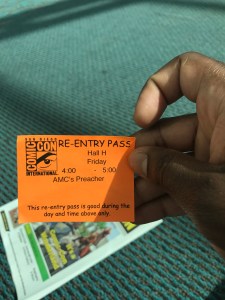 SAN DIEGO
COMIC
CON
INTERNATIONAL
RE-ENTRY PASS
Hall H
Friday
4:00 - 5:00
AMC's Preacher
This re-entry pass is good during the
day and time above only.